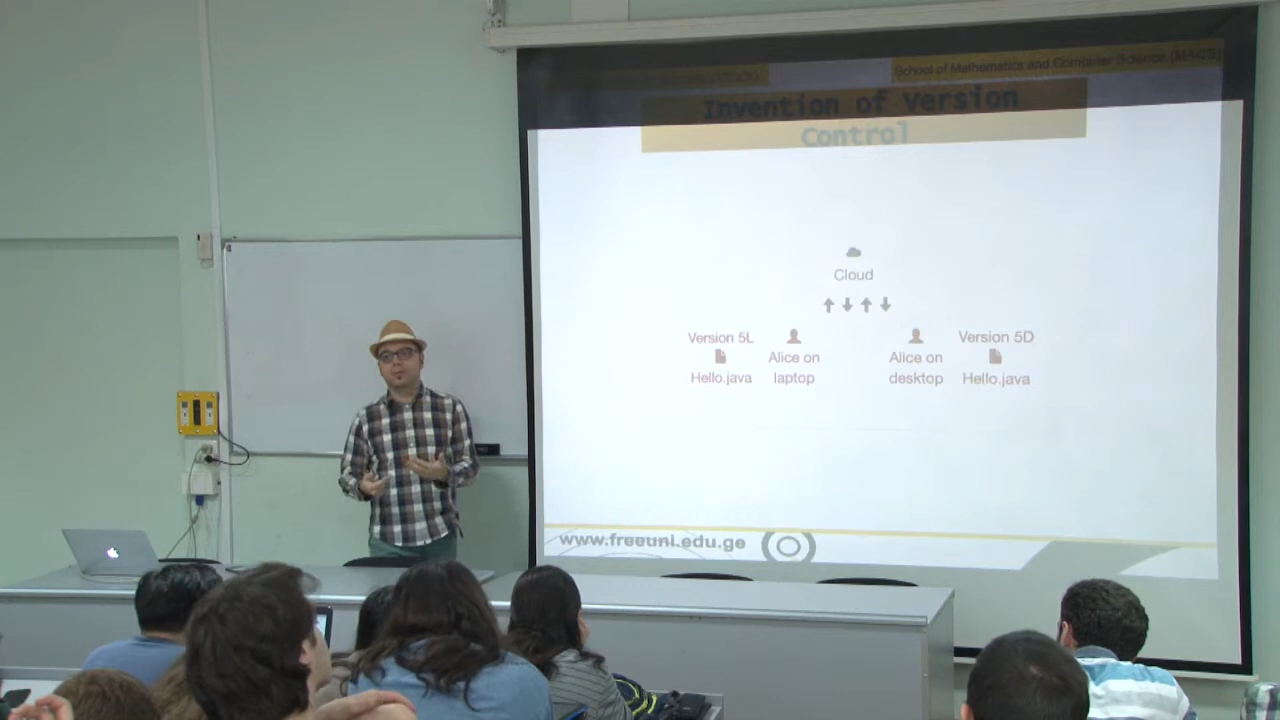 School of Mathematics and Computer Science (MACS)
Invention of Version
Control
Cloud
Version 5L
Alice on
laptop
Hello.java
Alice on
desktop
Version 5D
Hello.java
www.freeuni.edu.ge